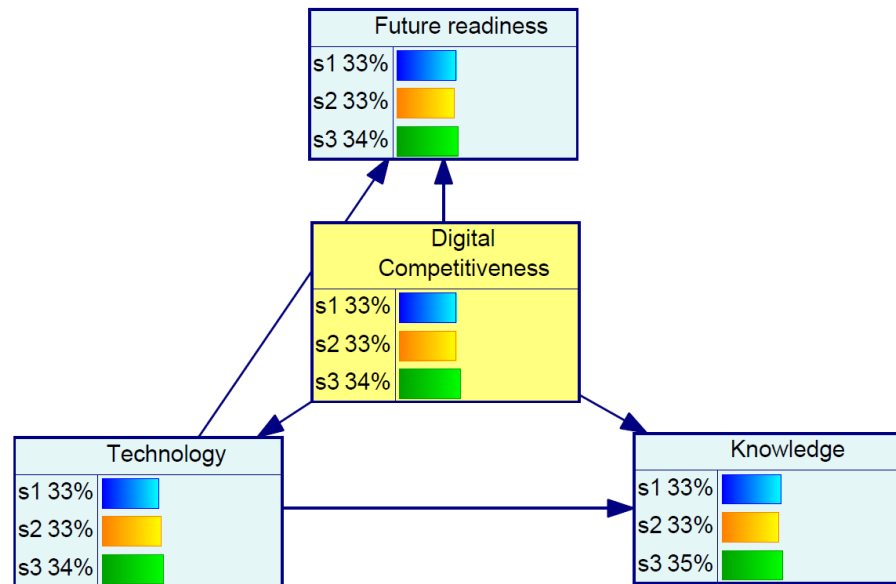 Future readiness
s1 33%
s2 33%
s3 34%
Digital
Competitiveness
s1 33%
s2 33%
s3 34%
Technology
s1 33%
s2 33%
s3 34%
Knowledge
s1 33%
s2 33%
s3 35%